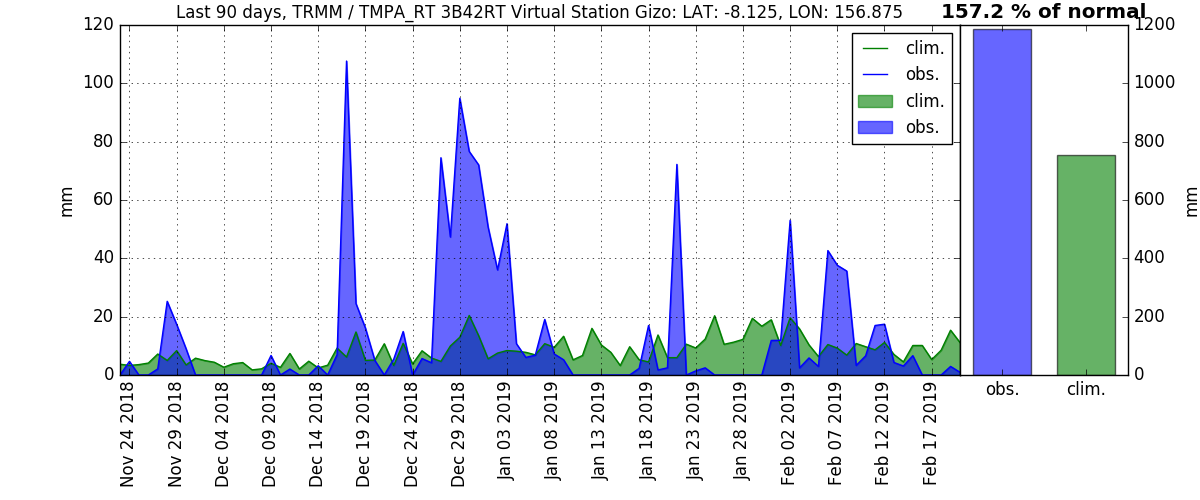 Last 90 days, TRMM / TMPA_RT 3B42RT Virtual Station Gizo: LAT: -8.125, LON: 156.875
157.2 % of normal
120
100
80
60
40
20
0
mm
clim.
obs.
clim.
obs.
1200
1000
800
600
400
200
0
mm
Nov 24 2018
Nov 29 2018
Dec 04 2018
Dec 09 2018
Dec 14 2018
Dec 19 2018
Dec 24 2018
Dec 29 2018
Jan 03 2019
Jan 08 2019
Jan 13 2019
Jan 18 2019
Jan 23 2019
Jan 28 2019
Feb 02 2019
Feb 07 2019
Feb 12 2019
Feb 17 2019
obs.
clim.